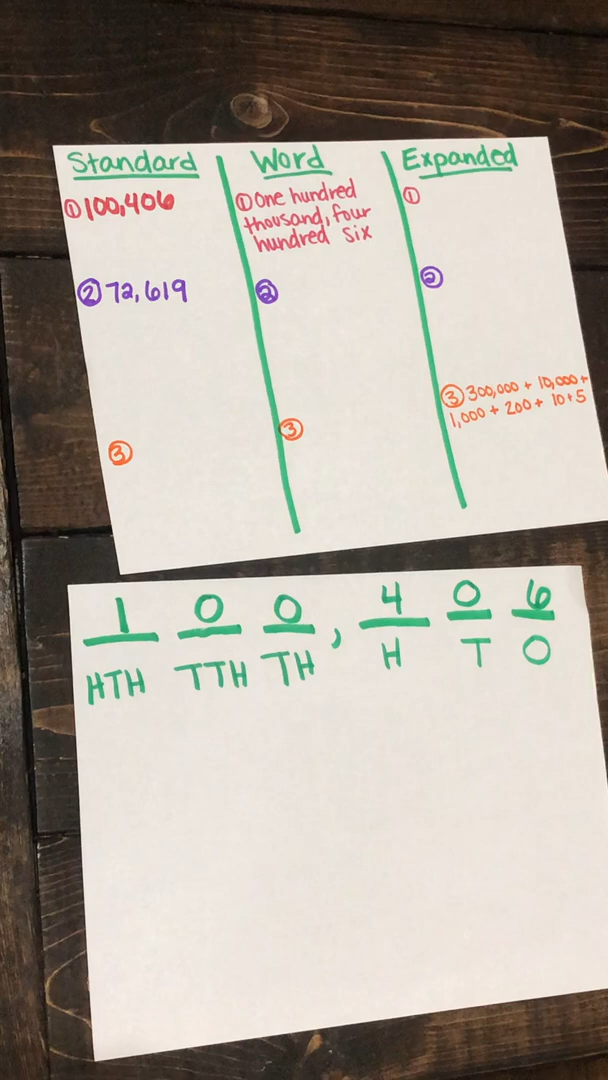 Standard
Word
Expanded
① 100,406
① One hundred
thousand, four
hundred six
①
② 72,619
②
②
③
③
③ 300,000 + 10,000 +
1,000 + 200 + 10+5
1 0 0, 4 0 6
HTH TTH TH H T O